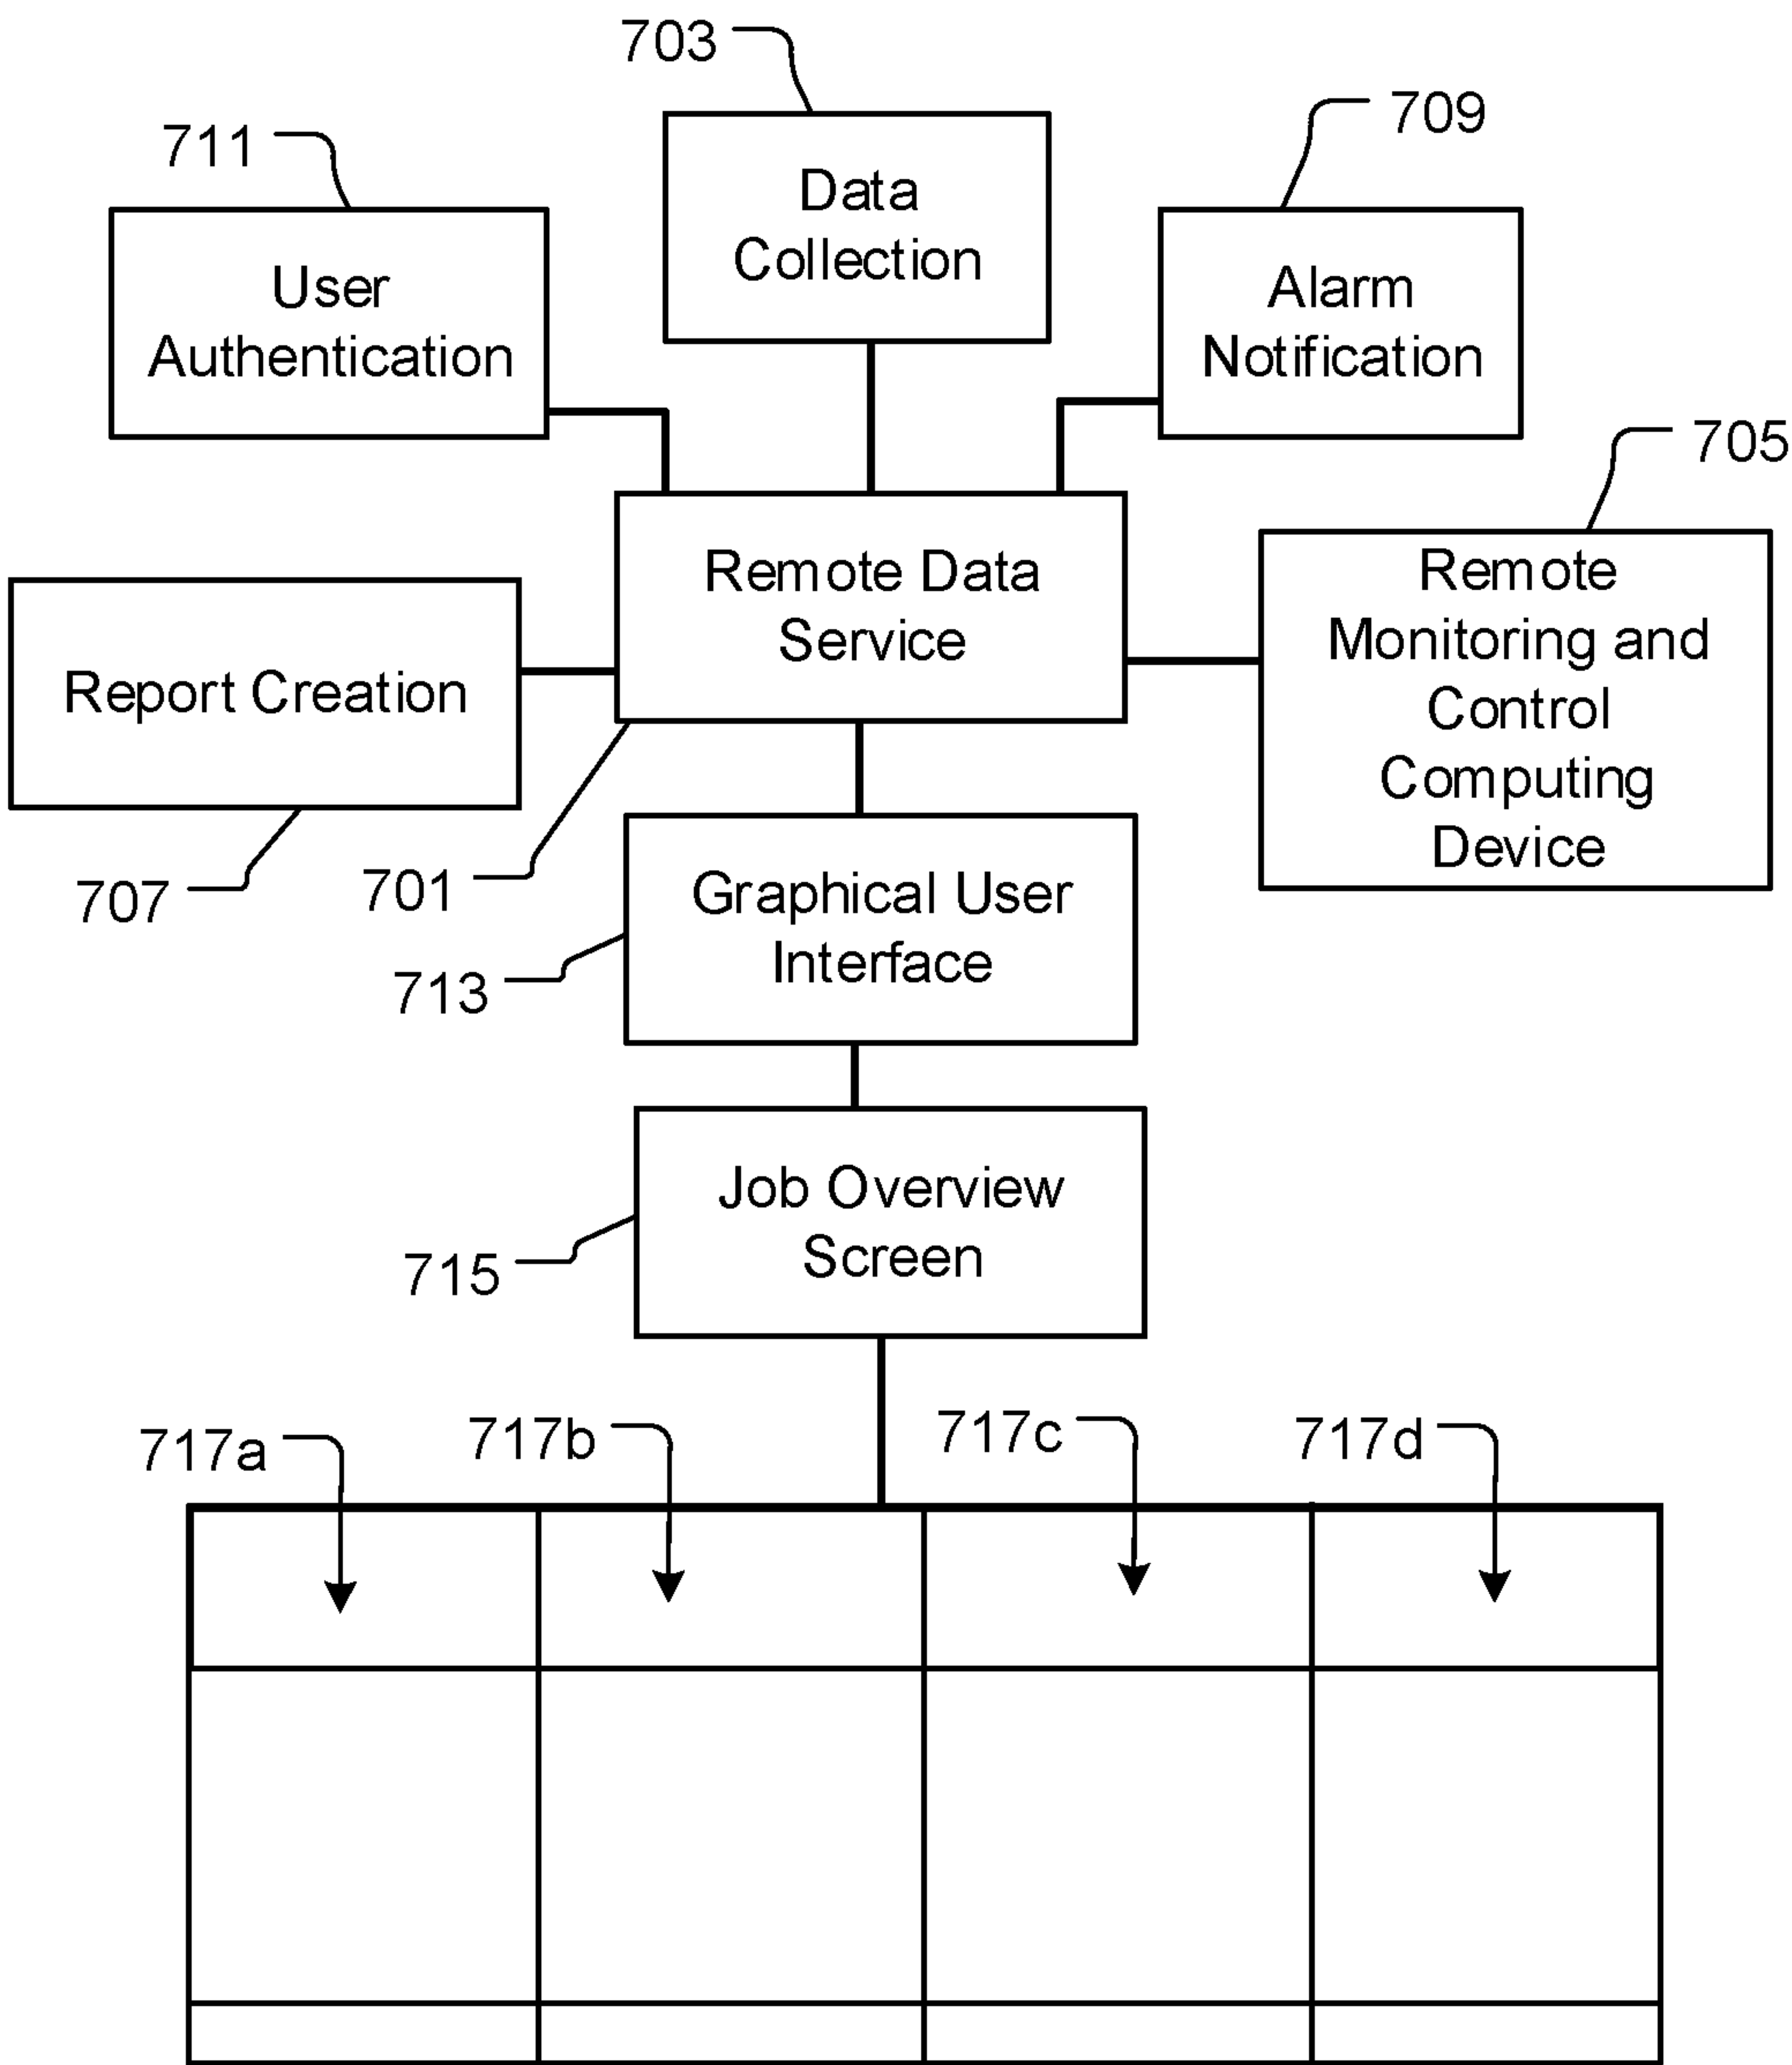 703
709
711
Data
Collection
User
Authentication
Alarm
Notification
705
Remote Data
Service
Remote
Monitoring and
Control
Computing
Device
Report Creation
707
701
Graphical User
Interface
713
Job Overview
Screen
715
717a
717b
717c
717d